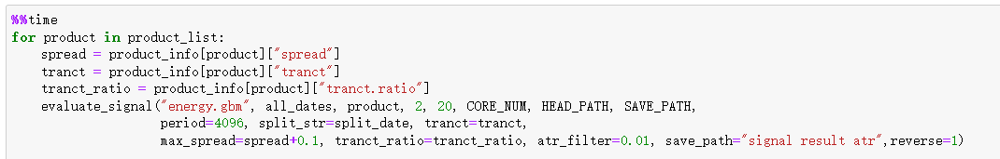 %%time
for product in product_list:
    spread = product_info[product]["spread"]
    tranct = product_info[product]["tranct"]
    tranct_ratio = product_info[product]["tranct.ratio"]
    evaluate_signal("energy.gbm", all_dates, product, 2, 20, CORE_NUM, HEAD_PATH, SAVE_PATH,
                    period=4096, split_str=split_date, tranct=tranct,
                    max_spread=spread+0.1, tranct_ratio=tranct_ratio, atr_filter=0.01, save_path="signal result atr",reverse=1)